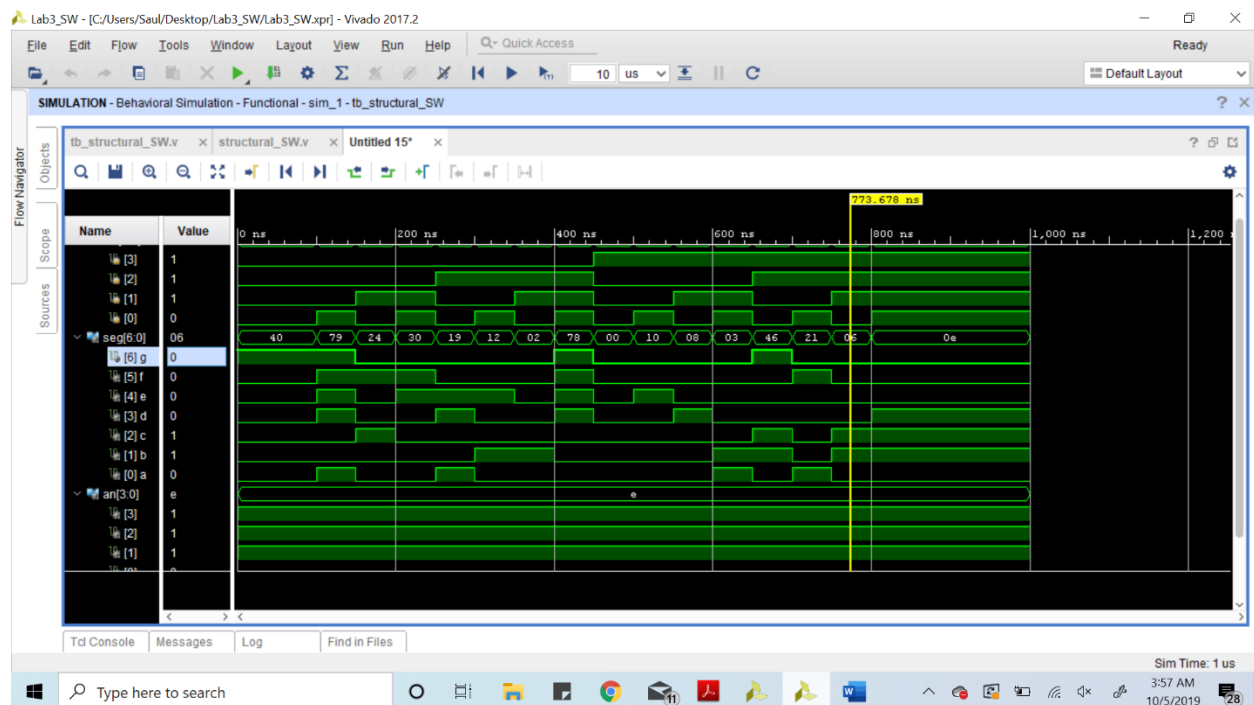 Lab3_SW - [C:/Users/Saul/Desktop/Lab3_SW/Lab3_SW.xpr] - Vivado 2017.2
File Edit Flow Tools Window Layout View Run Help Quick Access Ready
10 us Default Layout
SIMULATION - Behavioral Simulation - Functional - sim_1 - tb_structural_SW
tb_structural_SW.v structural_SW.v Untitled 15*
Flow Navigator
Objects
Scope
Sources
773.678 ns
Name Value 0 ns 200 ns 400 ns 600 ns 800 ns 1,000 ns 1,200
[3] 1
[2] 1
[1] 1
[0] 0
seg[6:0] 06 40 79 24 30 19 12 02 78 00 10 08 03 46 21 06 0e
[6] g 0
[5] f 0
[4] e 0
[3] d 0
[2] c 1
[1] b 1
[0] a 0
an[3:0] e e
[3] 1
[2] 1
[1] 1
Tcl Console Messages Log Find in Files
Sim Time: 1 us
Type here to search
11
3:57 AM
10/5/2019
28